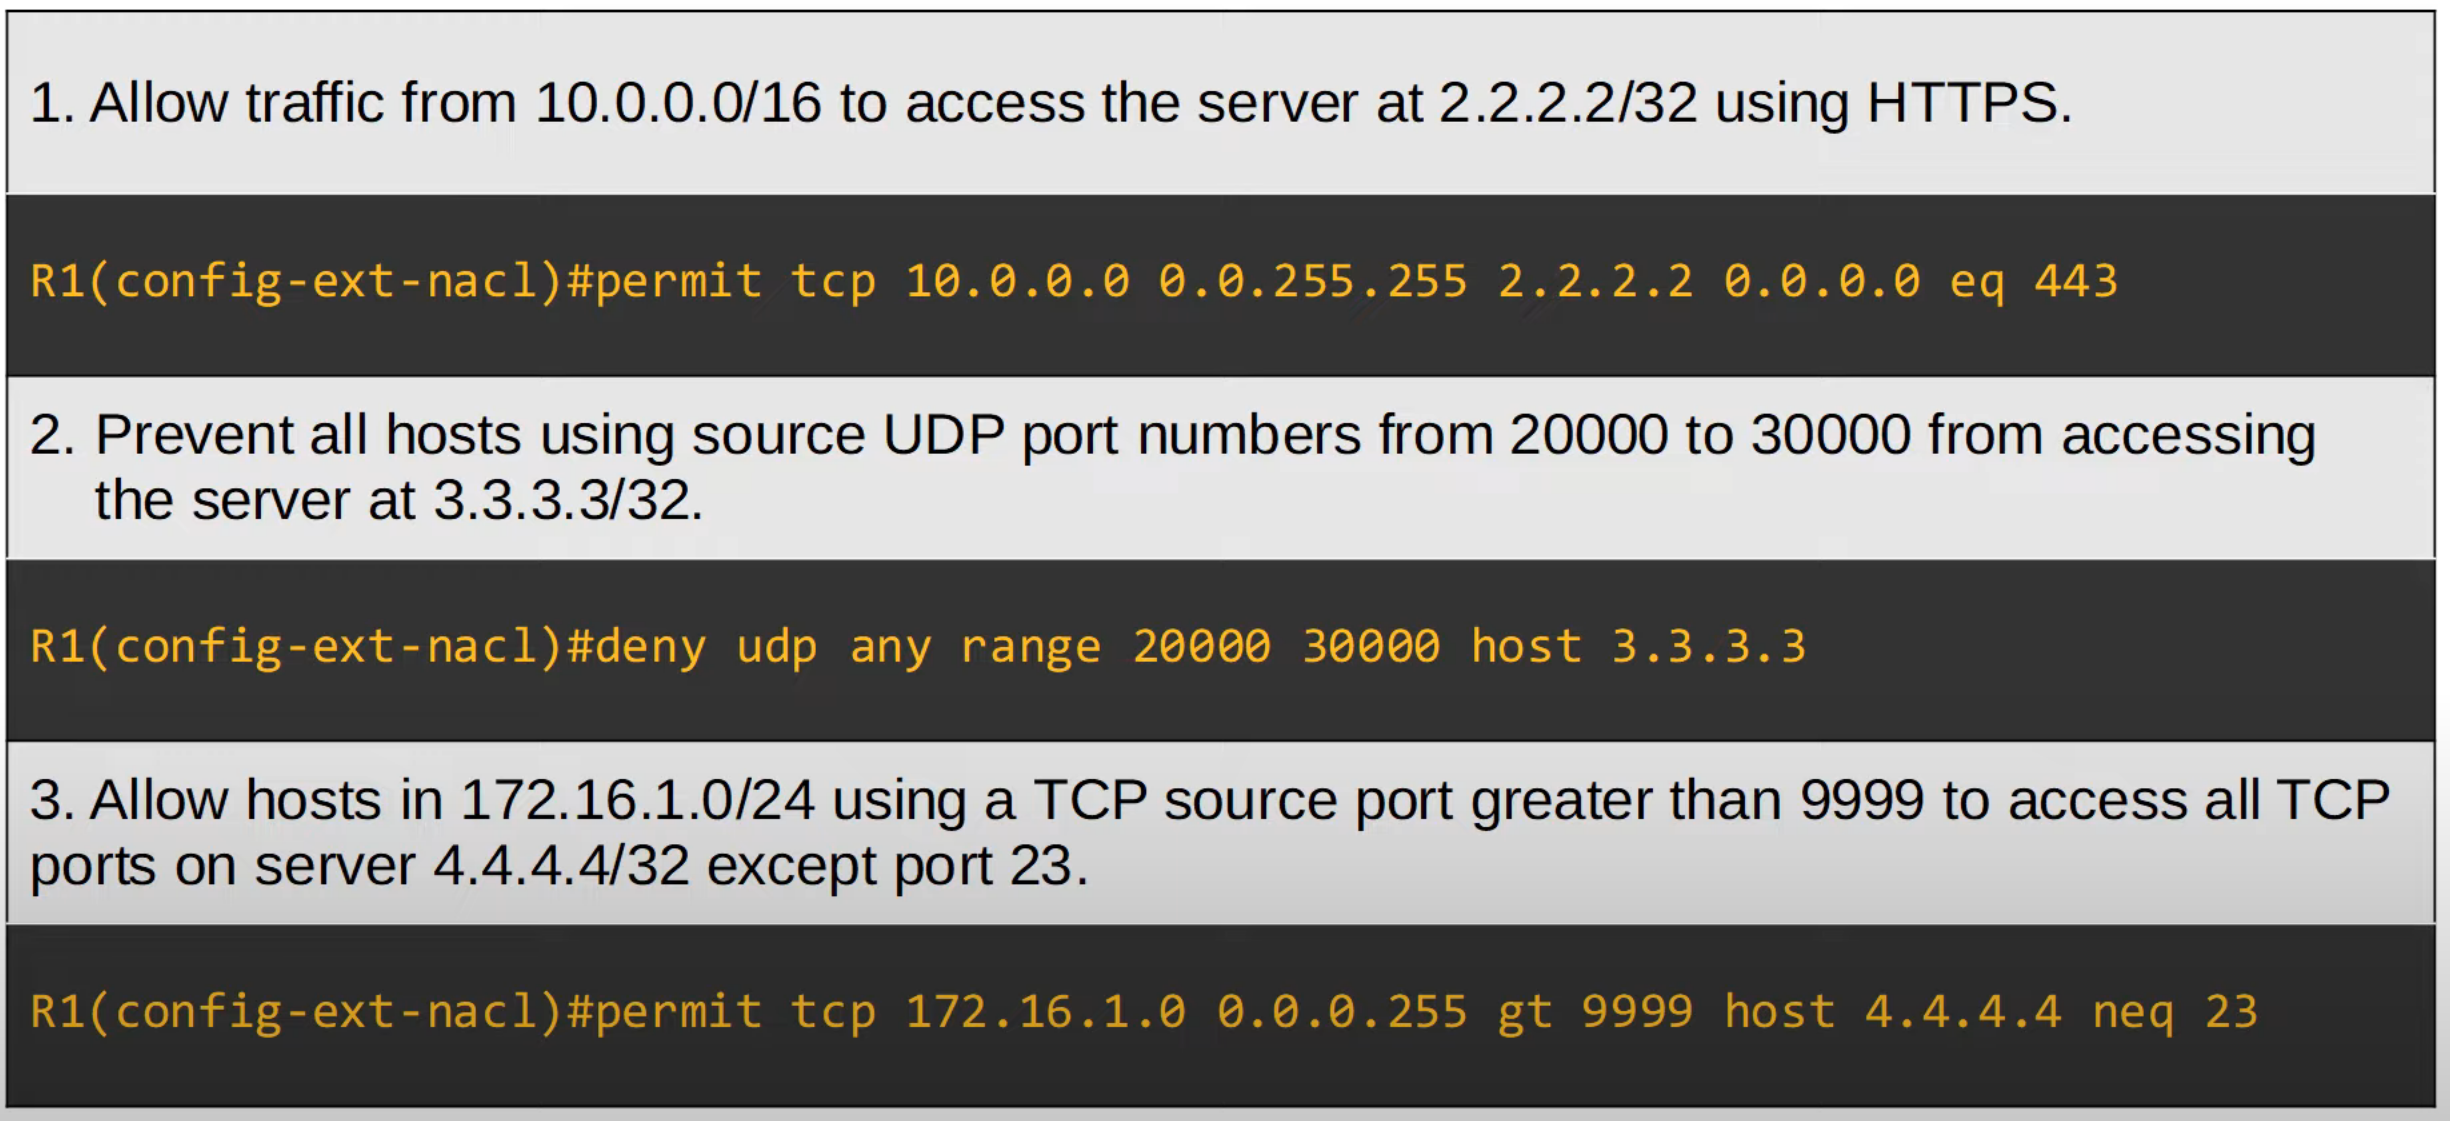 1. Allow traffic from 10.0.0.0/16 to access the server at 2.2.2.2/32 using HTTPS.
R1(config-ext-nacl)#permit tcp 10.0.0.0 0.0.255.255 2.2.2.2 0.0.0.0 eq 443
2. Prevent all hosts using source UDP port numbers from 20000 to 30000 from accessing
the server at 3.3.3.3/32.
R1(config-ext-nacl)#deny udp any range 20000 30000 host 3.3.3.3
3. Allow hosts in 172.16.1.0/24 using a TCP source port greater than 9999 to access all TCP
ports on server 4.4.4.4/32 except port 23.
R1(config-ext-nacl)#permit tcp 172.16.1.0 0.0.0.255 gt 9999 host 4.4.4.4 neq 23